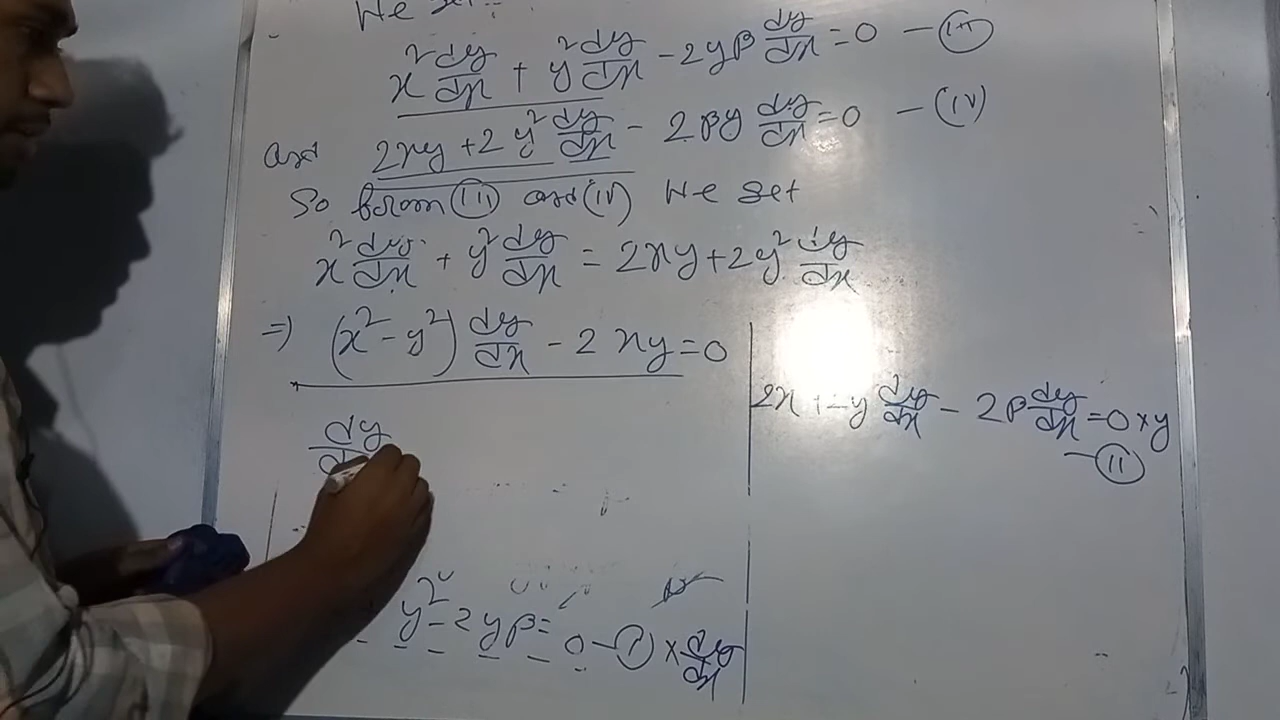 We get
x² dy/dx + y² dy/dx - 2yβ dy/dx = 0 — (III)
and 2xy + 2y² dy/dx - 2βy dy/dx = 0 — (IV)
So form (III) and (IV) We get
x² dy/dx + y² dy/dx = 2xy + 2y² dy/dx
⇒ (x² - y²) dy/dx - 2xy = 0
2x + 2y dy/dx - 2β dy/dx = 0 × y
— (II)
dy
y² - 2yβ = 0 — (I) × dy/dx